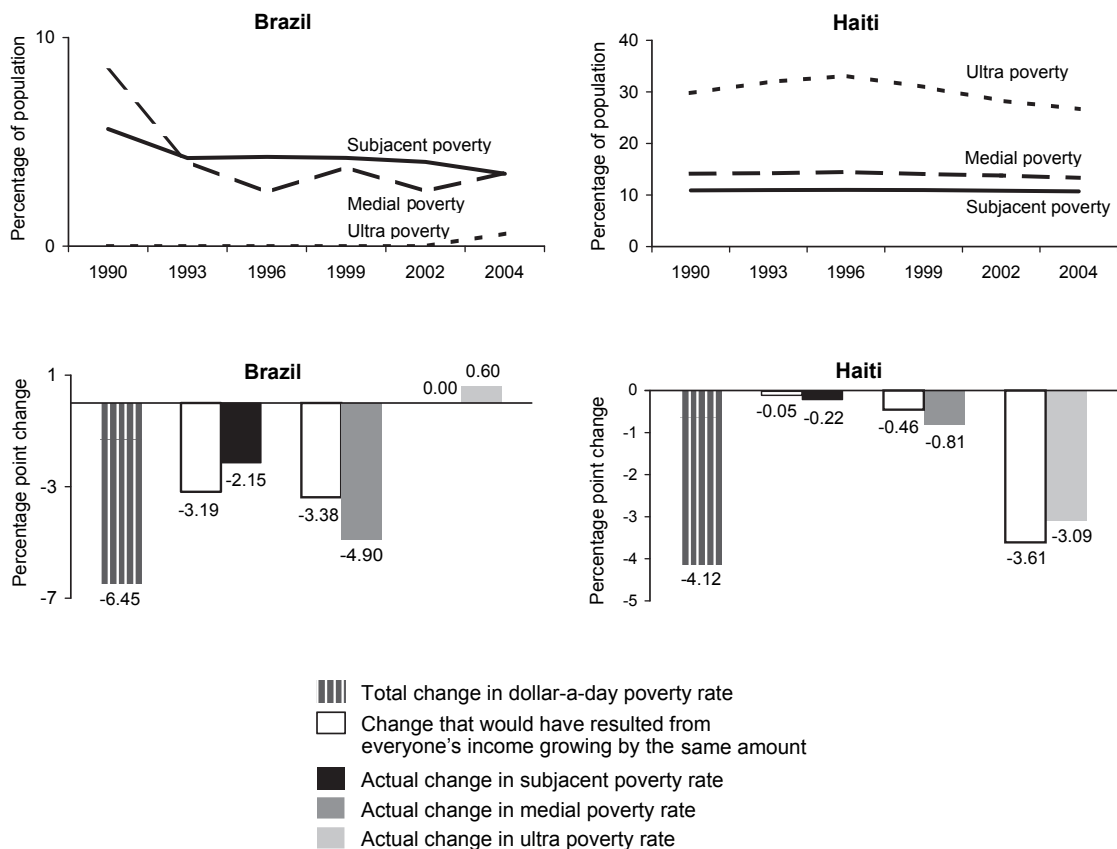 Brazil
Percentage of population
10
0
Subjacent poverty
Medial poverty
Ultra poverty
1990 1993 1996 1999 2002 2004
Haiti
Percentage of population
40
30
20
10
0
Ultra poverty
Medial poverty
Subjacent poverty
1990 1993 1996 1999 2002 2004
Brazil
Percentage point change
1
-3
-7
-6.45
-3.19
-2.15
-3.38
-4.90
0.00
0.60
Haiti
Percentage point change
0
-1
-2
-3
-4
-5
-4.12
-0.05
-0.22
-0.46
-0.81
-3.61
-3.09
Total change in dollar-a-day poverty rate
Change that would have resulted from
everyone's income growing by the same amount
Actual change in subjacent poverty rate
Actual change in medial poverty rate
Actual change in ultra poverty rate